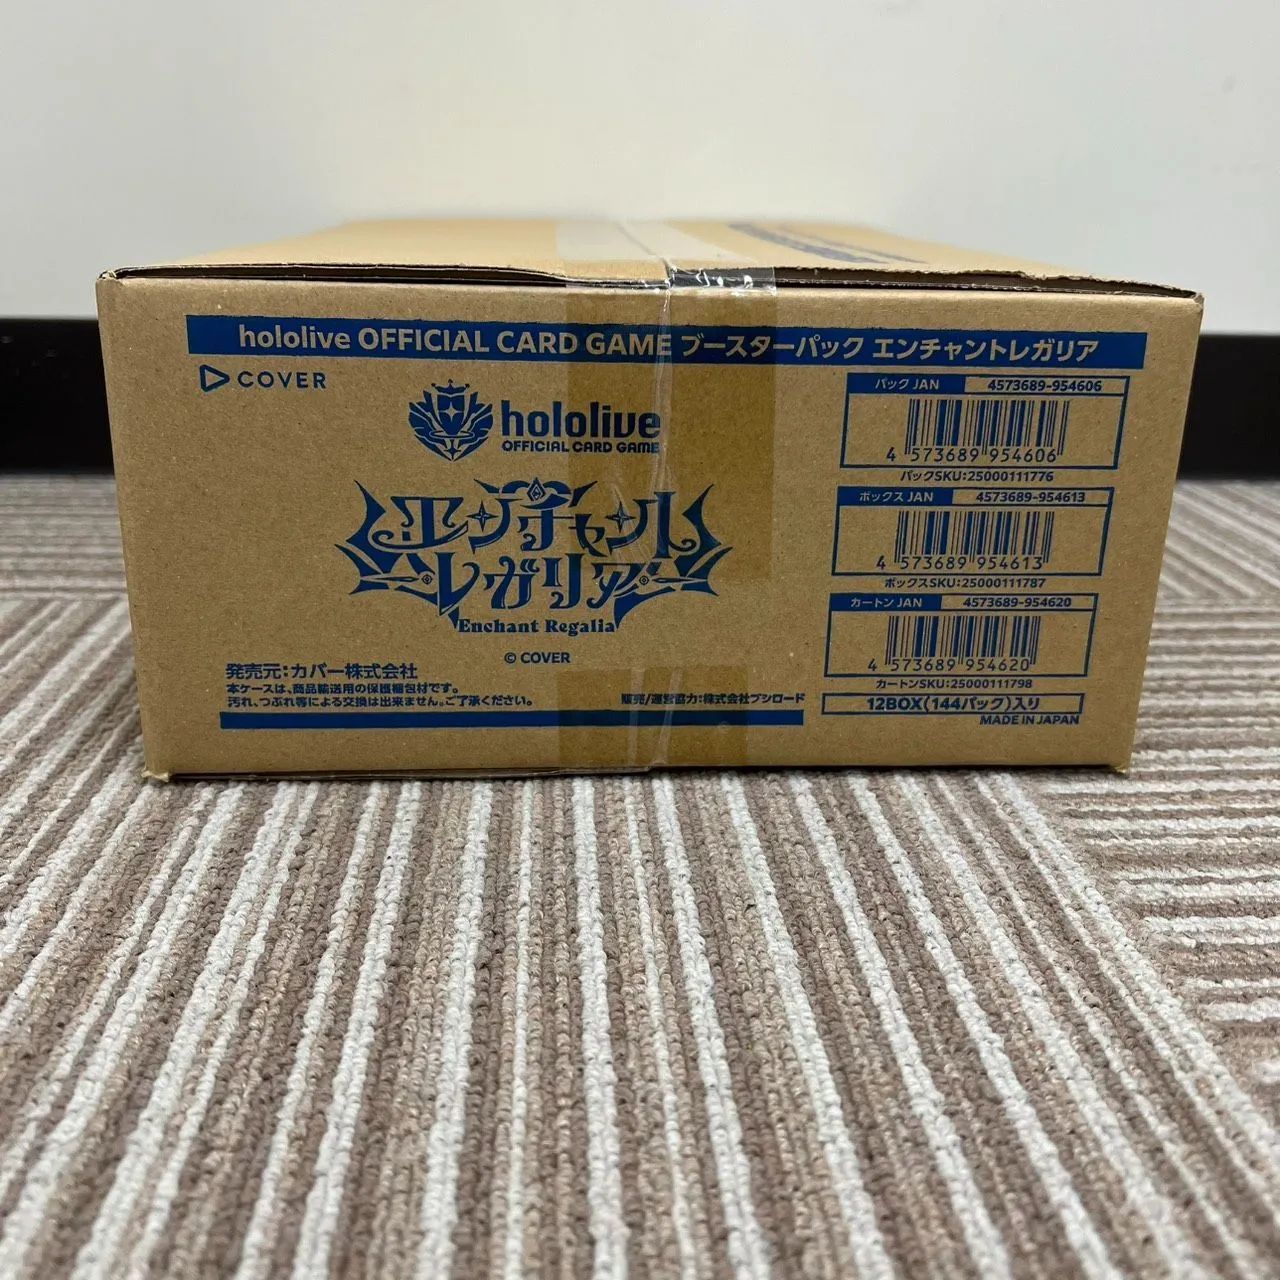 hololive OFFICIAL CARD GAME ブースターパック エンチャントレガリア
COVER
hololive
OFFICIAL CARD GAME
エンチャント
レガリア
Enchant Regalia
© COVER
発売元:カバー株式会社
本ケースは、商品輸送用の保護梱包材です。
汚れ、つぶれ等による交換は出来ません。ご了承ください。
販売/運営協力:株式会社ブシロード
パック JAN 4573689-954606
4 573689 954606
パックSKU:25000111776
ボックス JAN 4573689-954613
4 573689 954613
ボックスSKU:25000111787
カートン JAN 4573689-954620
4 573689 954620
カートンSKU:25000111798
12BOX(144パック)入り
MADE IN JAPAN